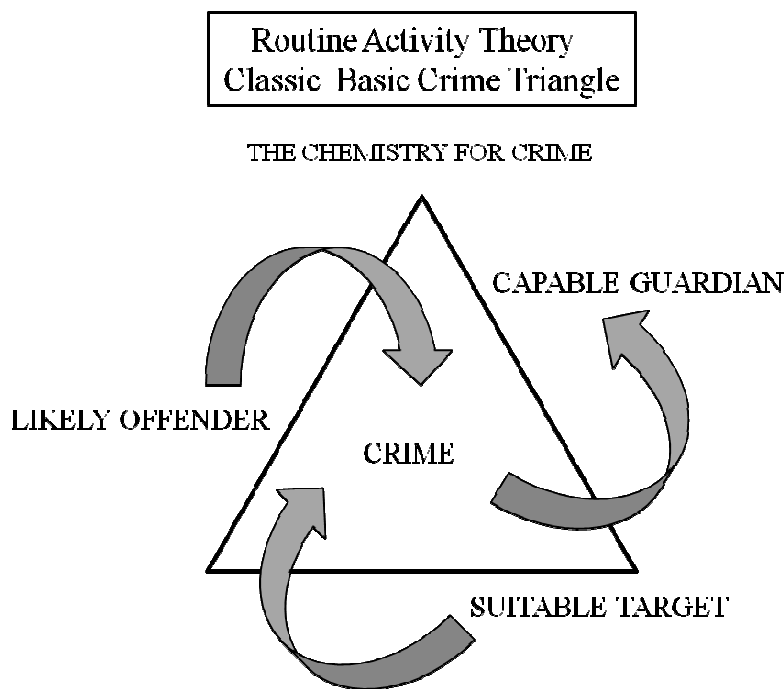 Routine Activity Theory
Classic Basic Crime Triangle
THE CHEMISTRY FOR CRIME
CAPABLE GUARDIAN
LIKELY OFFENDER
CRIME
SUITABLE TARGET